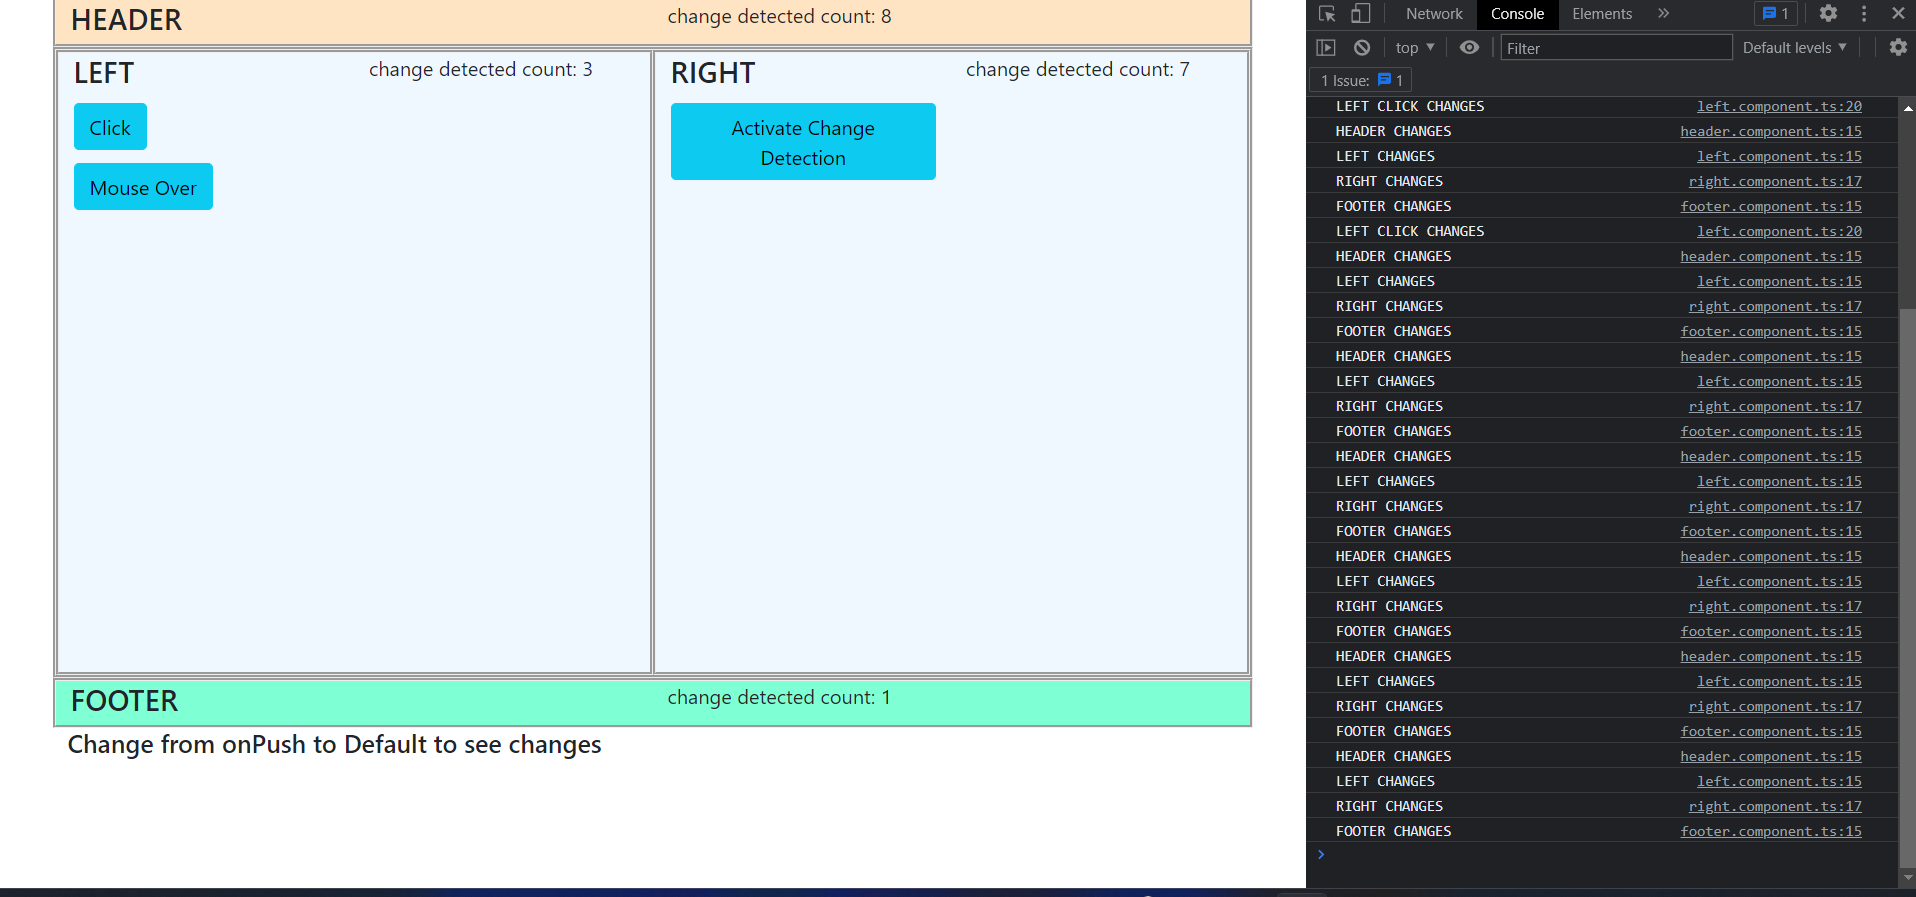 HEADER change detected count: 8
LEFT change detected count: 3
Click
Mouse Over
RIGHT change detected count: 7
Activate Change
Detection
FOOTER change detected count: 1
Change from onPush to Default to see changes
Network Console Elements 1
top Filter Default levels
1 Issue: 1
LEFT CLICK CHANGES left.component.ts:20
HEADER CHANGES header.component.ts:15
LEFT CHANGES left.component.ts:15
RIGHT CHANGES right.component.ts:17
FOOTER CHANGES footer.component.ts:15
LEFT CLICK CHANGES left.component.ts:20
HEADER CHANGES header.component.ts:15
LEFT CHANGES left.component.ts:15
RIGHT CHANGES right.component.ts:17
FOOTER CHANGES footer.component.ts:15
HEADER CHANGES header.component.ts:15
LEFT CHANGES left.component.ts:15
RIGHT CHANGES right.component.ts:17
FOOTER CHANGES footer.component.ts:15
HEADER CHANGES header.component.ts:15
LEFT CHANGES left.component.ts:15
RIGHT CHANGES right.component.ts:17
FOOTER CHANGES footer.component.ts:15
HEADER CHANGES header.component.ts:15
LEFT CHANGES left.component.ts:15
RIGHT CHANGES right.component.ts:17
FOOTER CHANGES footer.component.ts:15
HEADER CHANGES header.component.ts:15
LEFT CHANGES left.component.ts:15
RIGHT CHANGES right.component.ts:17
FOOTER CHANGES footer.component.ts:15
HEADER CHANGES header.component.ts:15
LEFT CHANGES left.component.ts:15
RIGHT CHANGES right.component.ts:17
FOOTER CHANGES footer.component.ts:15